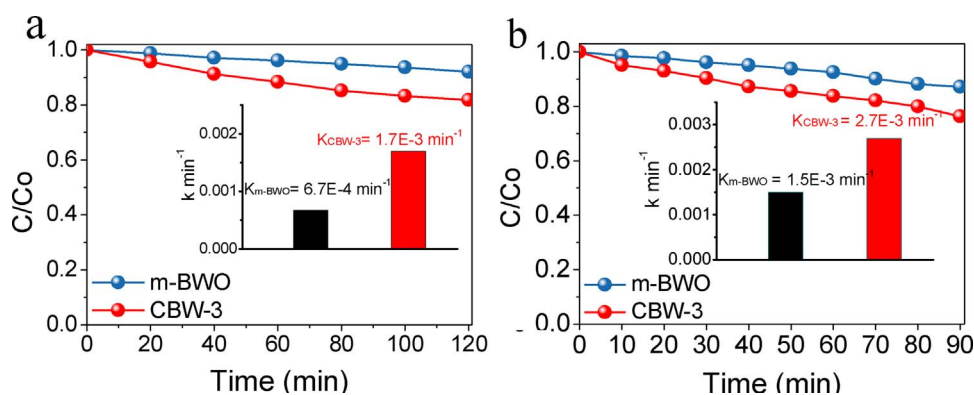 a
C/Co
1.0
0.8
0.6
0.4
0.2
0.0
0 20 40 60 80 100 120
Time (min)
m-BWO
CBW-3
k min⁻¹
0.002
0.001
0.000
KCBW-3= 1.7E-3 min⁻¹
Km-BWO= 6.7E-4 min⁻¹
b
C/Co
1.0
0.8
0.6
0.4
0.2
0.0
0 10 20 30 40 50 60 70 80 90
Time (min)
m-BWO
CBW-3
k min⁻¹
0.003
0.002
0.001
0.000
KCBW-3= 2.7E-3 min⁻¹
Km-BWO = 1.5E-3 min⁻¹